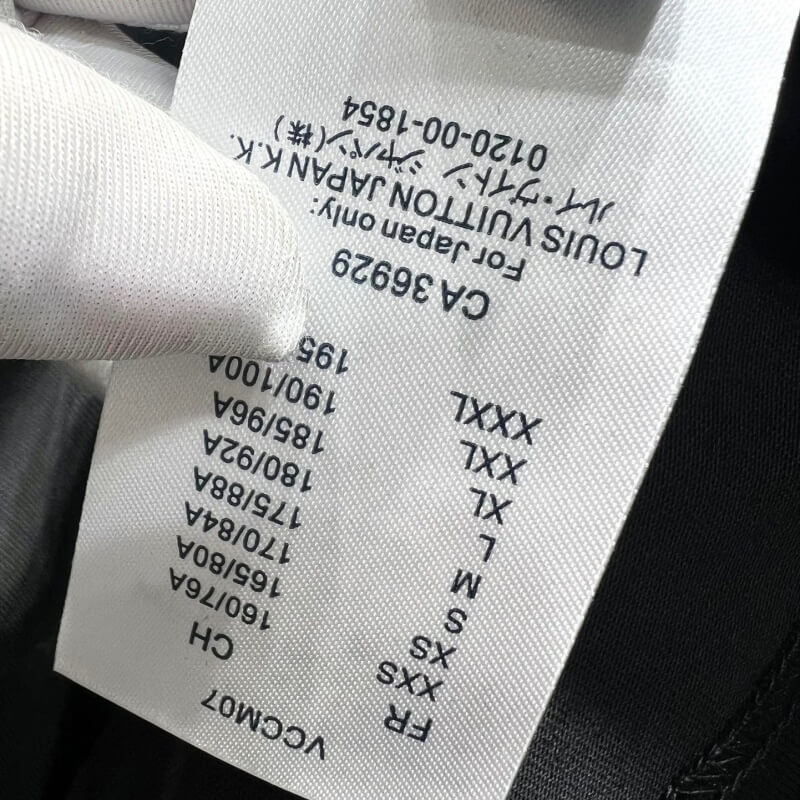 VCCM07
FR CH
XXS 160/76A
XS 165/80A
S 170/84A
M 175/88A
L 180/92A
XL 185/96A
XXL 190/100A
XXXL
CA 36929
For Japan only:
LOUIS VUITTON JAPAN K.K.
ルイ・ヴィトン ジャパン(株)
0120-00-1854